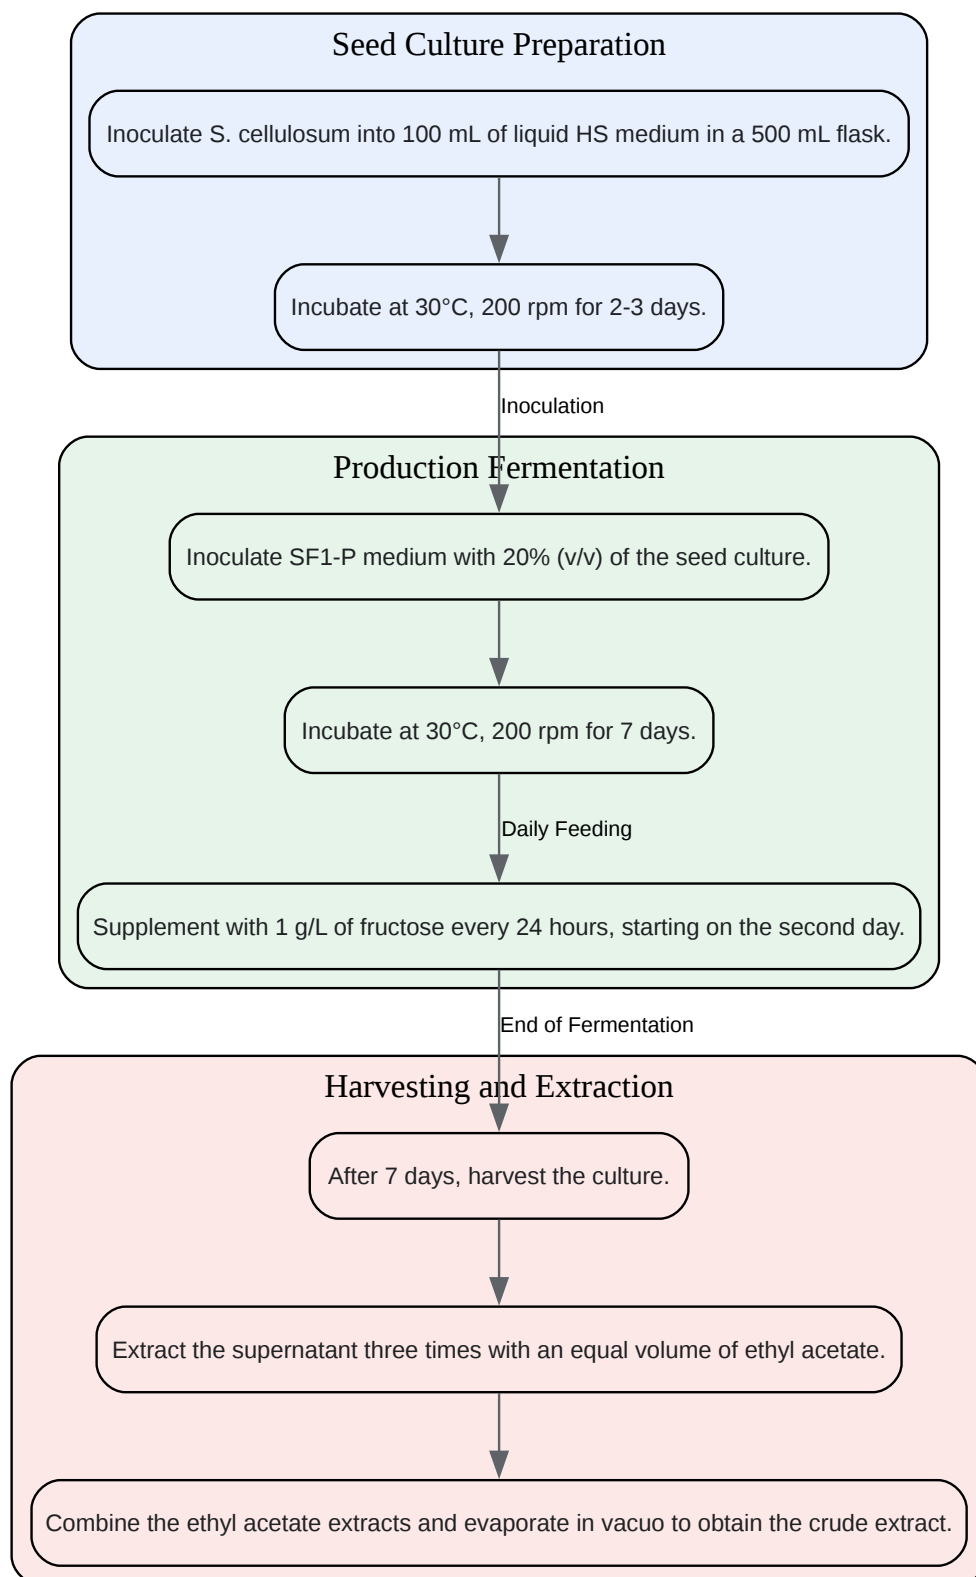 Seed Culture Preparation
Inoculate S. cellulosum into 100 mL of liquid HS medium in a 500 mL flask.
Incubate at 30°C, 200 rpm for 2-3 days.
Inoculation
Production Fermentation
Inoculate SF1-P medium with 20% (v/v) of the seed culture.
Incubate at 30°C, 200 rpm for 7 days.
Daily Feeding
Supplement with 1 g/L of fructose every 24 hours, starting on the second day.
End of Fermentation
Harvesting and Extraction
After 7 days, harvest the culture.
Extract the supernatant three times with an equal volume of ethyl acetate.
Combine the ethyl acetate extracts and evaporate in vacuo to obtain the crude extract.